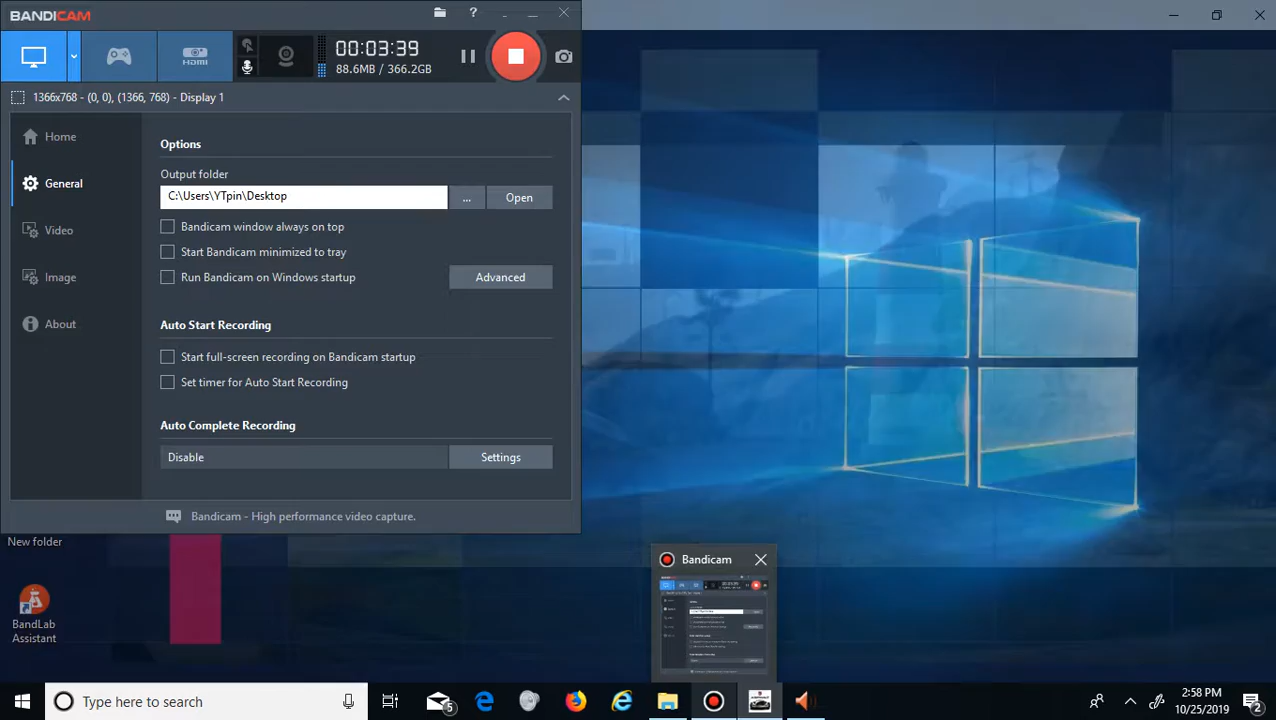 BANDICAM
?
HDMI
00:03:39
88.6MB / 366.2GB
1366x768 - (0, 0), (1366, 768) - Display 1
Home
General
Video
Image
About
Options
Output folder
C:\Users\YTpin\Desktop
...
Open
Bandicam window always on top
Start Bandicam minimized to tray
Run Bandicam on Windows startup
Advanced
Auto Start Recording
Start full-screen recording on Bandicam startup
Set timer for Auto Start Recording
Auto Complete Recording
Disable
Settings
Bandicam - High performance video capture.
New folder
BandLab
Assistant
Bandicam
Type here to search
5
PM
10/25/2019
2